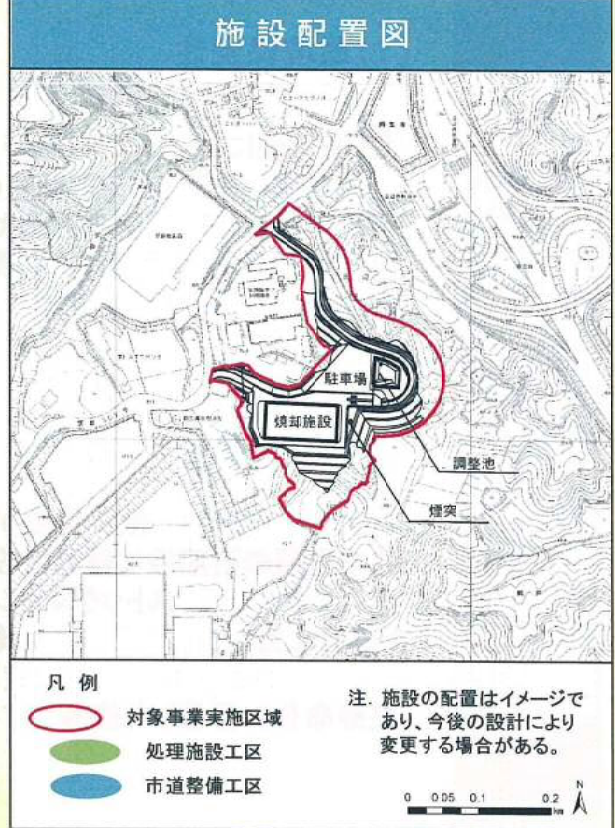 施設配置図
駐車場
焼却施設
調整池
煙突
凡例
対象事業実施区域
処理施設工区
市道整備工区
注. 施設の配置はイメージで
あり、今後の設計により
変更する場合がある。
0 0.05 0.1 0.2
km
N